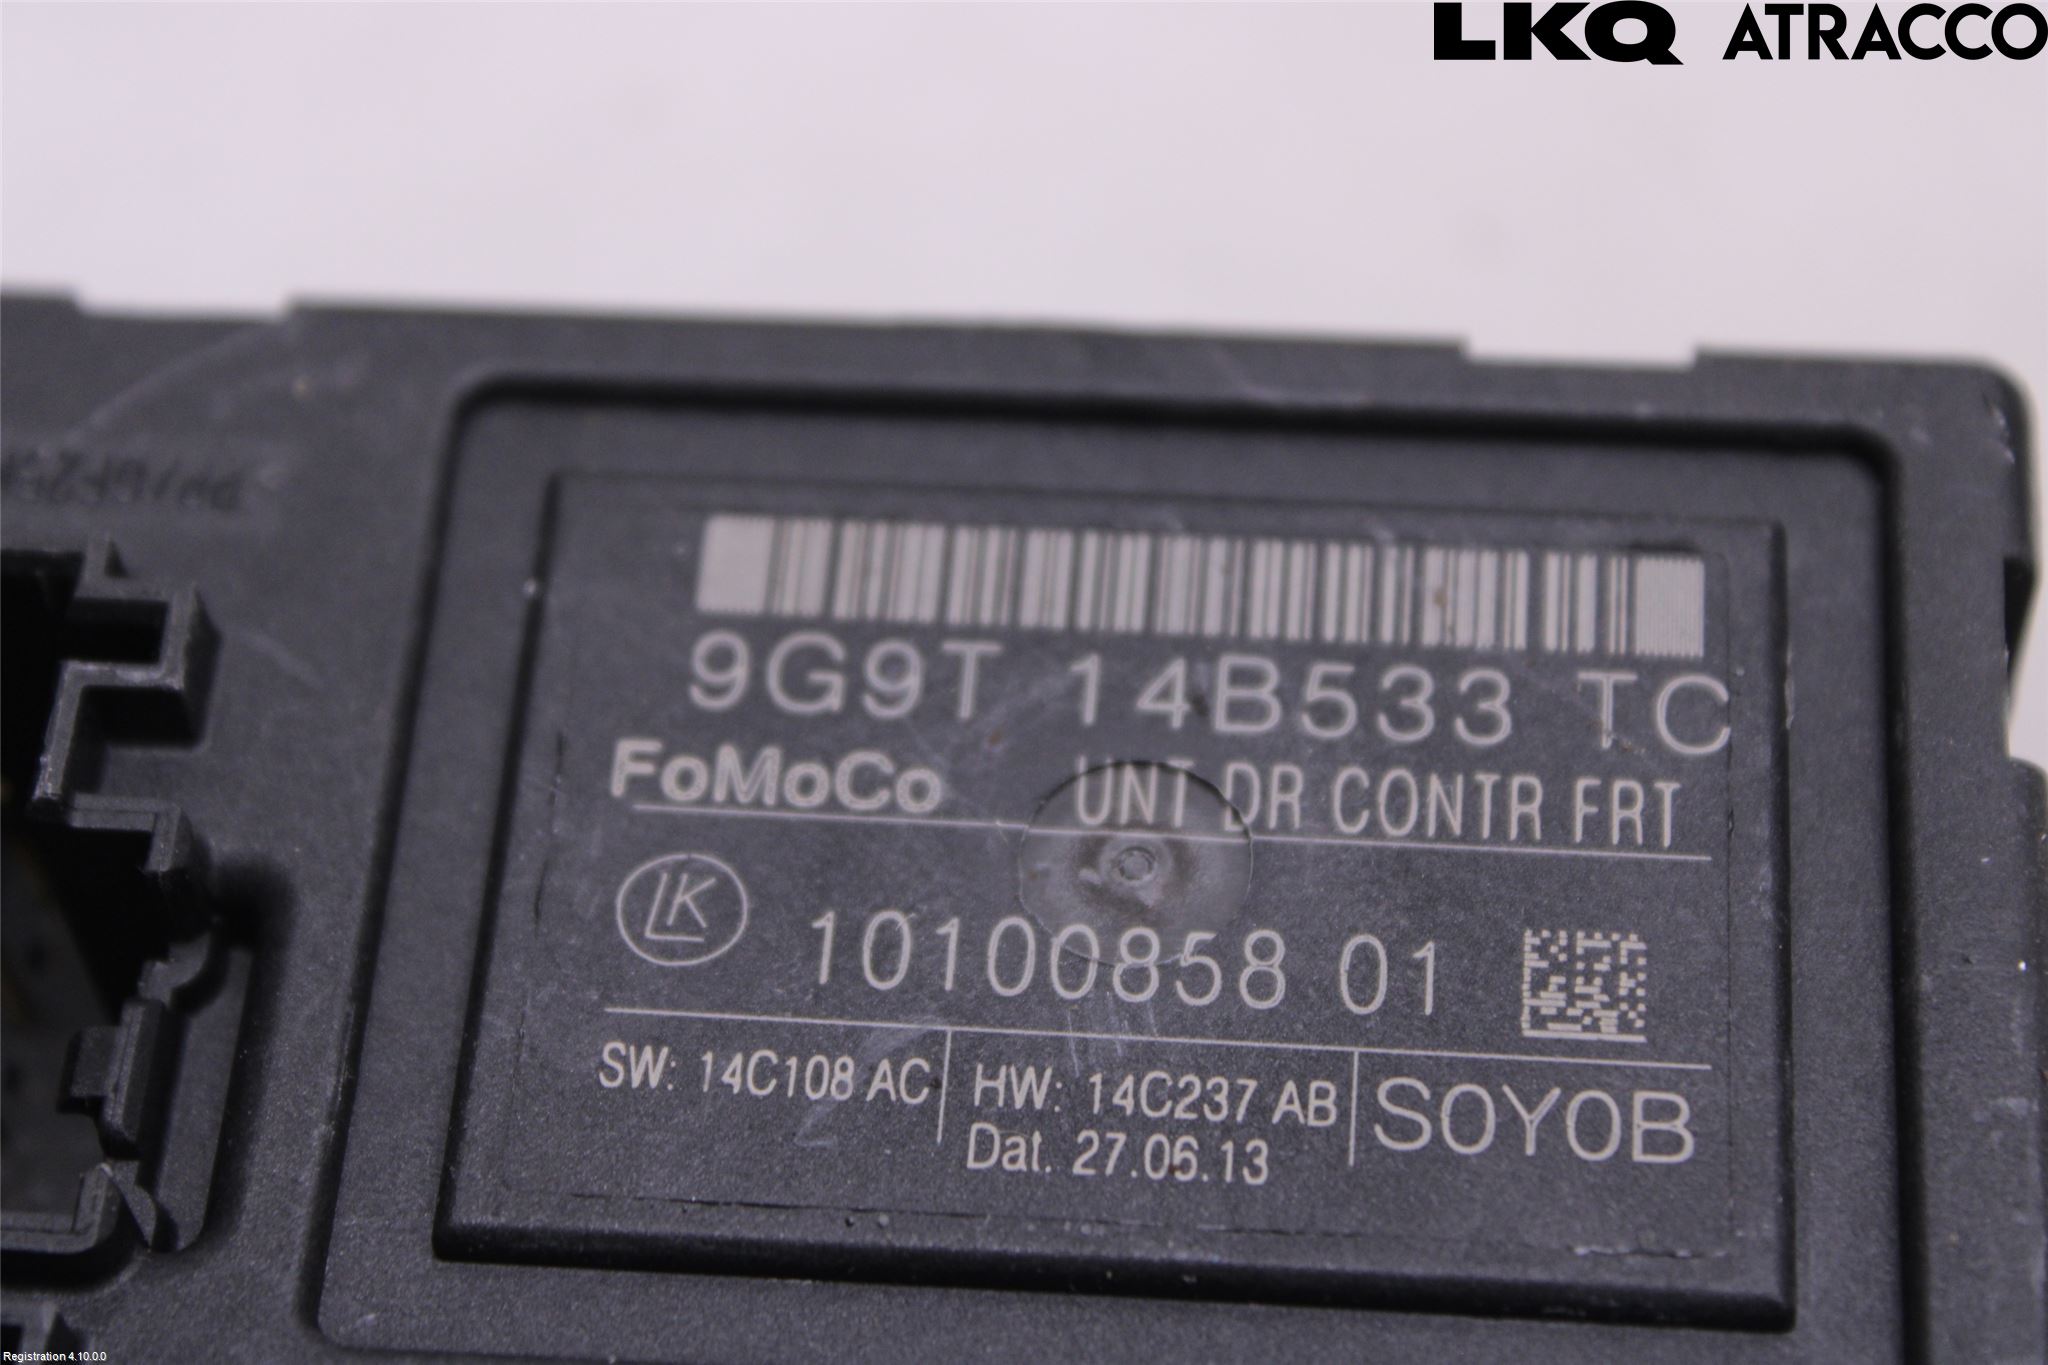 LKQ ATRACCO
9G9T 14B533 TC
FoMoCo UNT DR CONTR FRT
LK 10100858 01
SW: 14C108 AC HW: 14C237 AB S0Y0B
Dat. 27.06.13
Registration 4.10.0.0